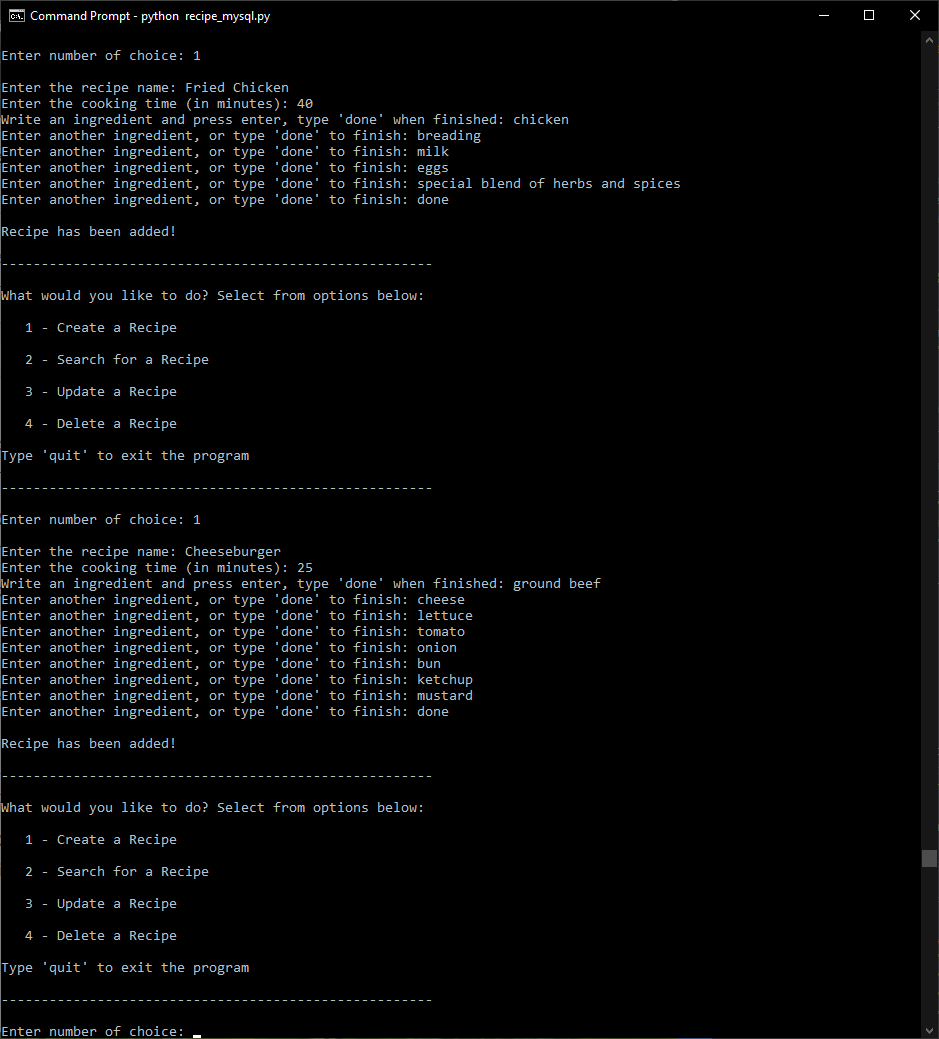 Command Prompt - python  recipe_mysql.py
Enter number of choice: 1
Enter the recipe name: Fried Chicken
Enter the cooking time (in minutes): 40
Write an ingredient and press enter, type 'done' when finished: chicken
Enter another ingredient, or type 'done' to finish: breading
Enter another ingredient, or type 'done' to finish: milk
Enter another ingredient, or type 'done' to finish: eggs
Enter another ingredient, or type 'done' to finish: special blend of herbs and spices
Enter another ingredient, or type 'done' to finish: done
Recipe has been added!
------------------------------------------------------
What would you like to do? Select from options below:
1 - Create a Recipe
2 - Search for a Recipe
3 - Update a Recipe
4 - Delete a Recipe
Type 'quit' to exit the program
------------------------------------------------------
Enter number of choice: 1
Enter the recipe name: Cheeseburger
Enter the cooking time (in minutes): 25
Write an ingredient and press enter, type 'done' when finished: ground beef
Enter another ingredient, or type 'done' to finish: cheese
Enter another ingredient, or type 'done' to finish: lettuce
Enter another ingredient, or type 'done' to finish: tomato
Enter another ingredient, or type 'done' to finish: onion
Enter another ingredient, or type 'done' to finish: bun
Enter another ingredient, or type 'done' to finish: ketchup
Enter another ingredient, or type 'done' to finish: mustard
Enter another ingredient, or type 'done' to finish: done
Recipe has been added!
------------------------------------------------------
What would you like to do? Select from options below:
1 - Create a Recipe
2 - Search for a Recipe
3 - Update a Recipe
4 - Delete a Recipe
Type 'quit' to exit the program
------------------------------------------------------
Enter number of choice: _